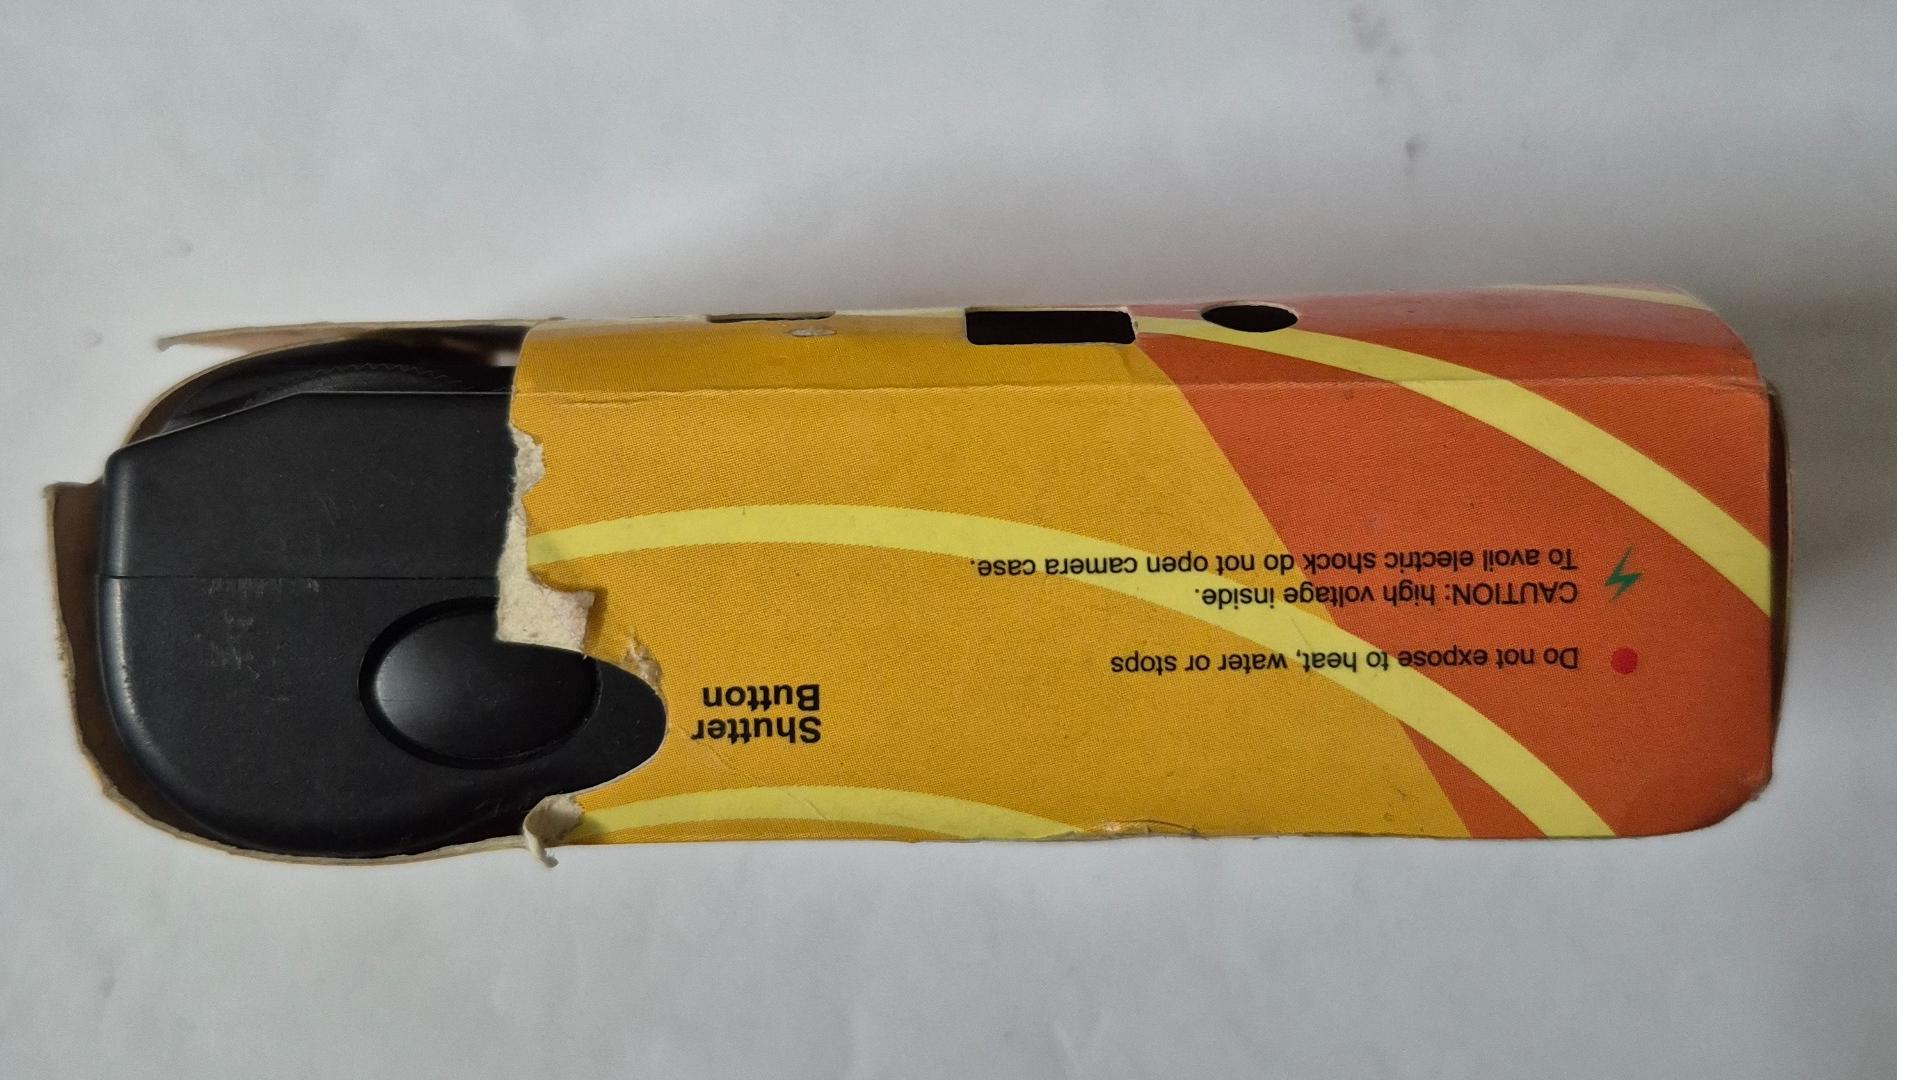 Do not expose to heat, water or stops
CAUTION: high voltage inside.
To avoil electric shock do not open camera case.
Shutter
Button